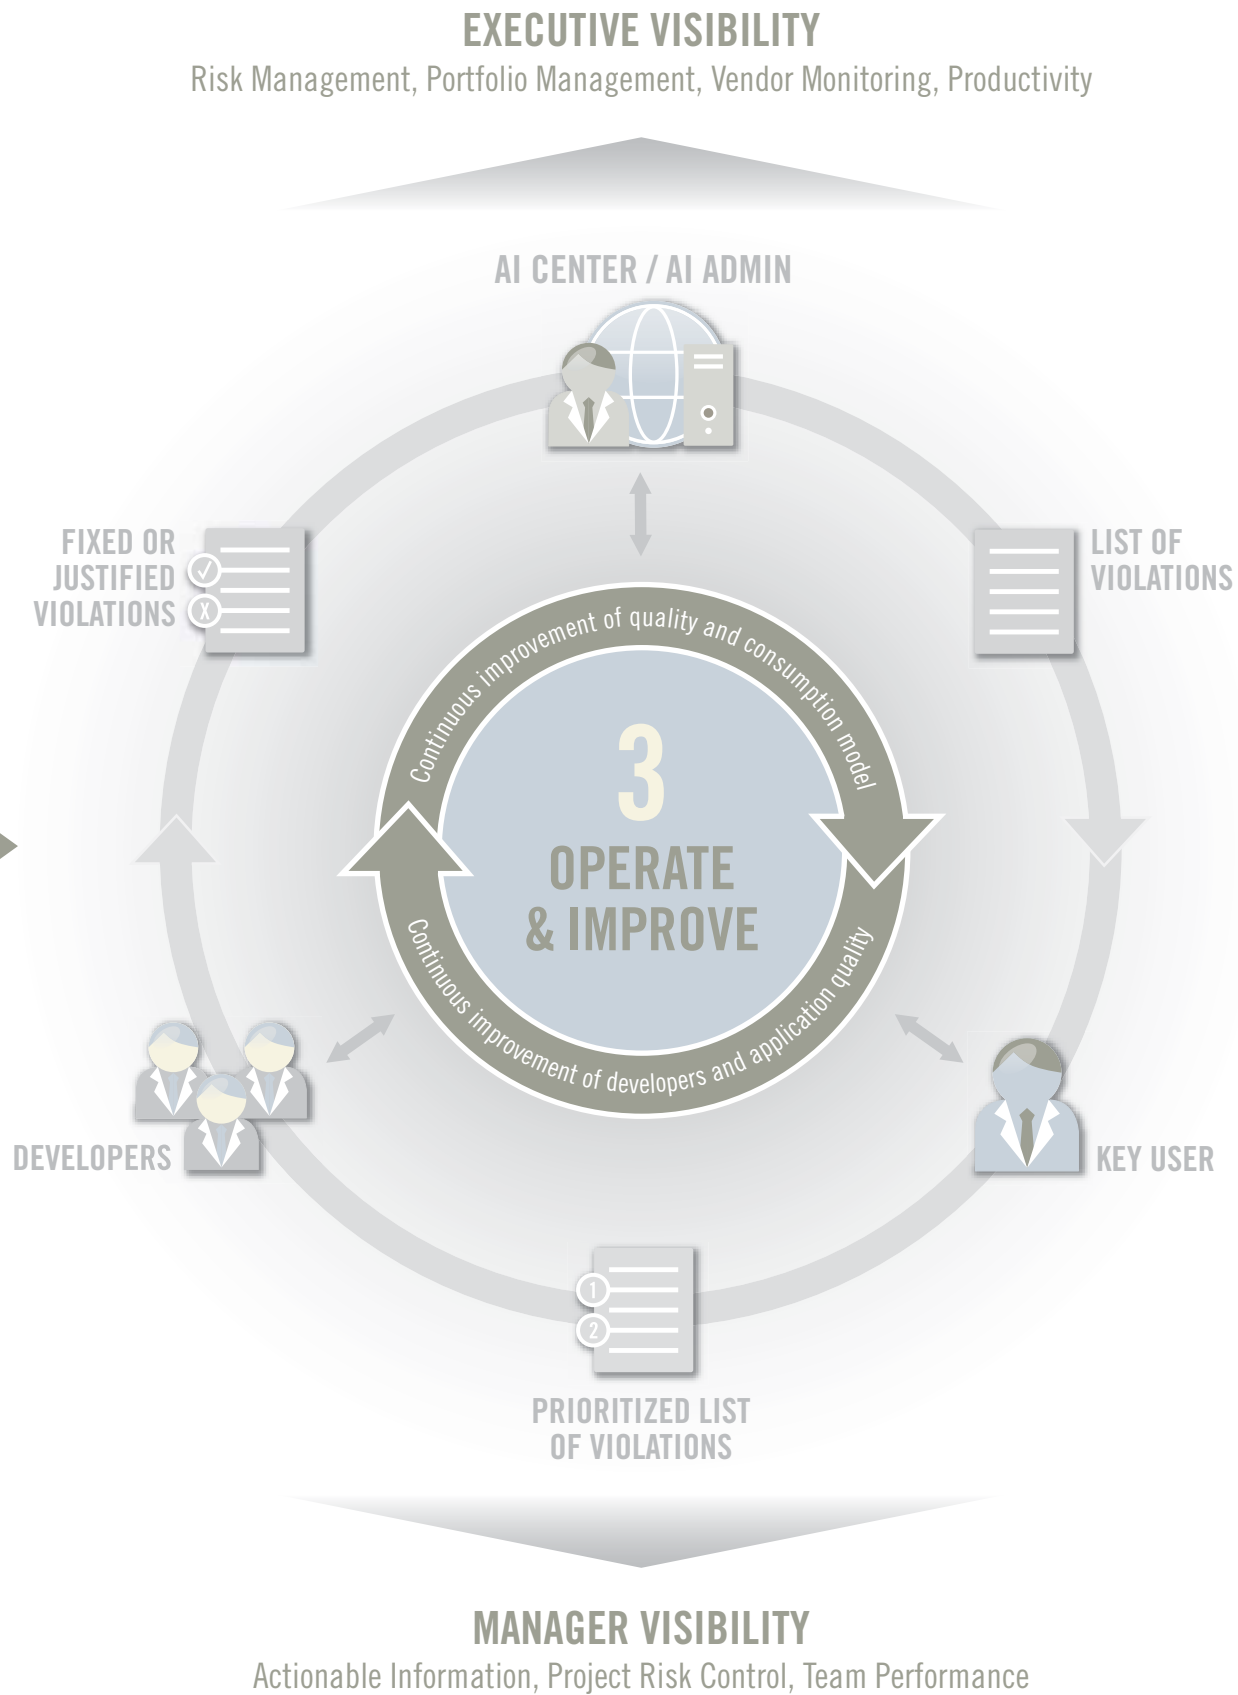 EXECUTIVE VISIBILITY
Risk Management, Portfolio Management, Vendor Monitoring, Productivity
AI CENTER / AI ADMIN
FIXED OR
JUSTIFIED
VIOLATIONS
✓
X
LIST OF
VIOLATIONS
Continuous improvement of quality and consumption model
3
OPERATE
& IMPROVE
Continuous improvement of developers and application quality
DEVELOPERS
KEY USER
1
2
PRIORITIZED LIST
OF VIOLATIONS
MANAGER VISIBILITY
Actionable Information, Project Risk Control, Team Performance